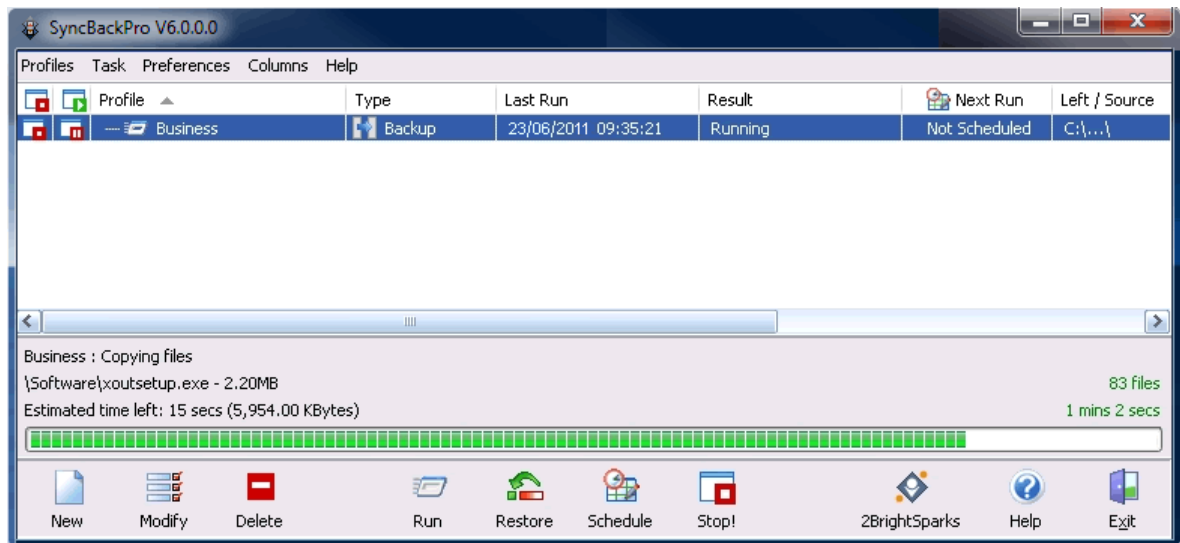 SyncBackPro V6.0.0.0
Profiles Task Preferences Columns Help
Profile Type Last Run Result Next Run Left / Source
Business Backup 23/06/2011 09:35:21 Running Not Scheduled C:\...\
Business : Copying files
\Software\xoutsetup.exe - 2.20MB 83 files
Estimated time left: 15 secs (5,954.00 KBytes) 1 mins 2 secs
New Modify Delete Run Restore Schedule Stop! 2BrightSparks Help Exit